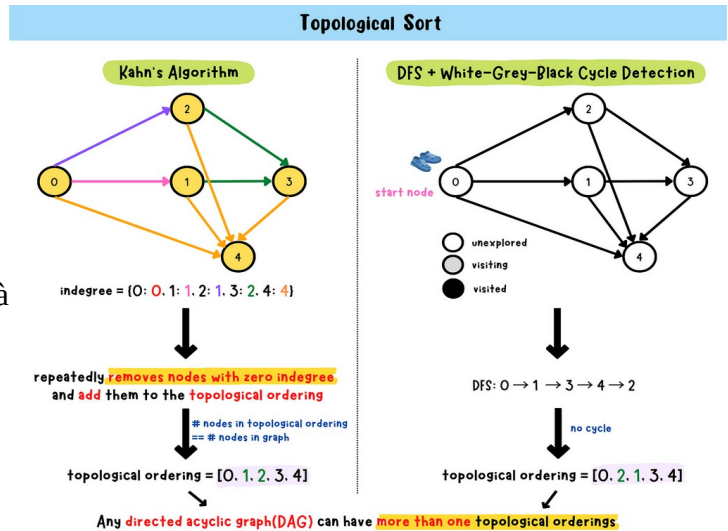 Topological Sort
Kahn's Algorithm
2
0
1
3
4
à
indegree = {0: 0, 1: 1, 2: 1, 3: 2, 4: 4}
repeatedly removes nodes with zero indegree
and add them to the topological ordering
# nodes in topological ordering
== # nodes in graph
topological ordering = [0, 1, 2, 3, 4]
DFS + White-Grey-Black Cycle Detection
2
0
1
3
start node
4
unexplored
visiting
visited
DFS: 0 → 1 → 3 → 4 → 2
no cycle
topological ordering = [0, 2, 1, 3, 4]
Any directed acyclic graph(DAG) can have more than one topological orderings